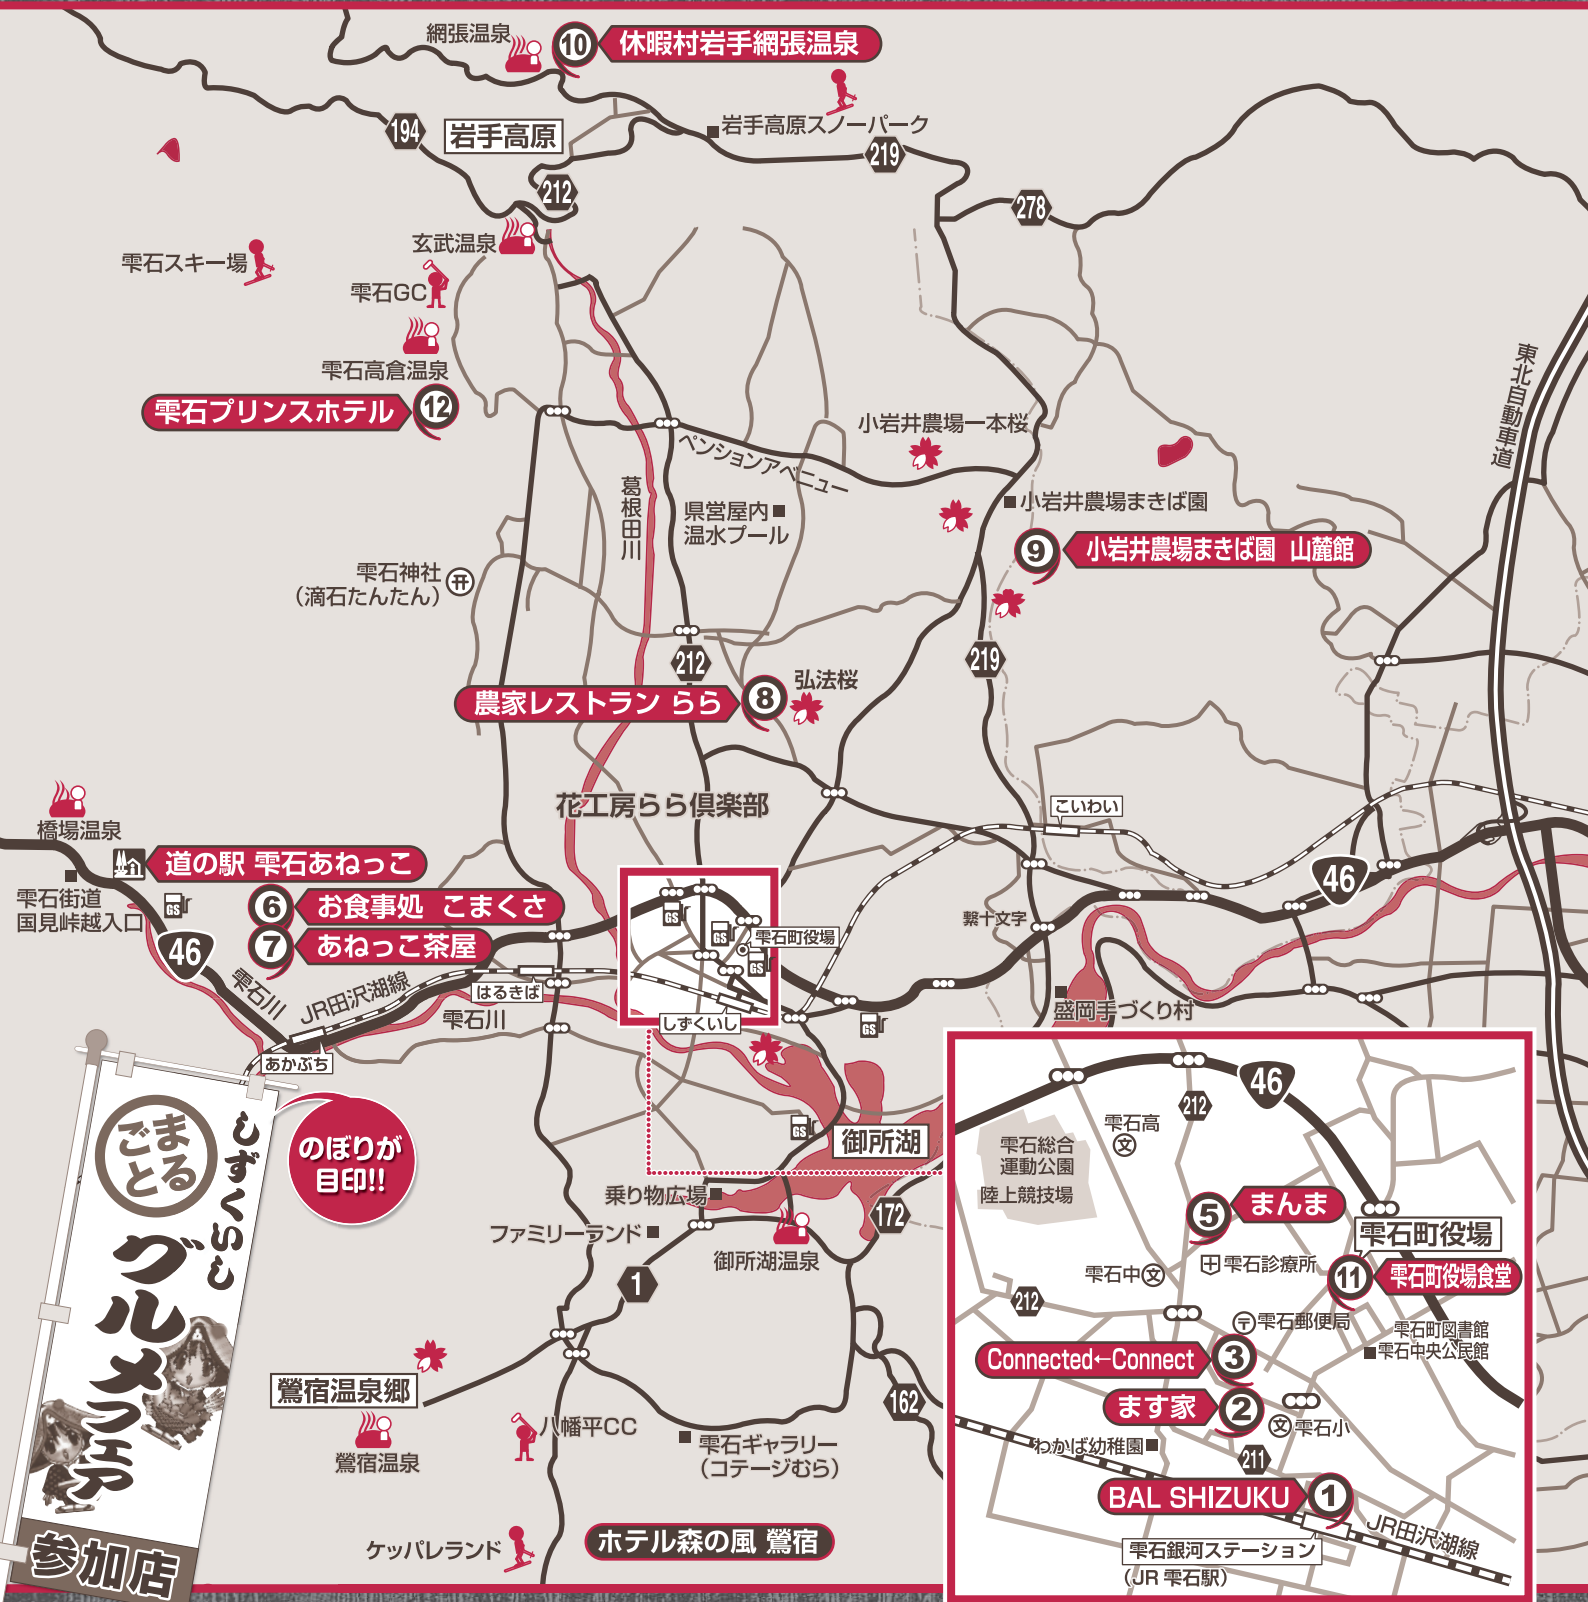 網張温泉
10
休暇村岩手網張温泉
岩手高原スノーパーク
194
岩手高原
219
212
278
玄武温泉
雫石スキー場
雫石GC
雫石高倉温泉
雫石プリンスホテル
12
東北自動車道
小岩井農場一本桜
ペンションアベニュー
葛根田川
県営屋内
温水プール
小岩井農場まきば園
9
小岩井農場まきば園 山麓館
雫石神社
(滴石たんたん)
212
219
農家レストラン らら
8
弘法桜
花工房らら倶楽部
橋場温泉
こいわい
道の駅 雫石あねっこ
雫石街道
国見峠越入口
GS
6
お食事処 こまくさ
7
あねっこ茶屋
46
46
繋十文字
GS
GS
GS
雫石町役場
雫石川
JR田沢湖線
はるきば
雫石川
しずくいし
GS
盛岡手づくり村
あかぶち
GS
御所湖
乗り物広場
ファミリーランド
御所湖温泉
172
1
鶯宿温泉郷
鶯宿温泉
八幡平CC
雫石ギャラリー
(コテージむら)
162
ケッパレランド
ホテル森の風 鶯宿
のぼりが
目印!!
まるごと
しずくいし
グルメフェア
参加店
46
212
雫石高
文
雫石総合
運動公園
陸上競技場
5
まんま
雫石町役場
雫石中
文
雫石診療所
11
雫石町役場食堂
212
雫石郵便局
雫石町図書館
雫石中央公民館
Connected←Connect
3
ます家
2
文
雫石小
わかば幼稚園
211
BAL SHIZUKU
1
JR田沢湖線
雫石銀河ステーション
(JR 雫石駅)